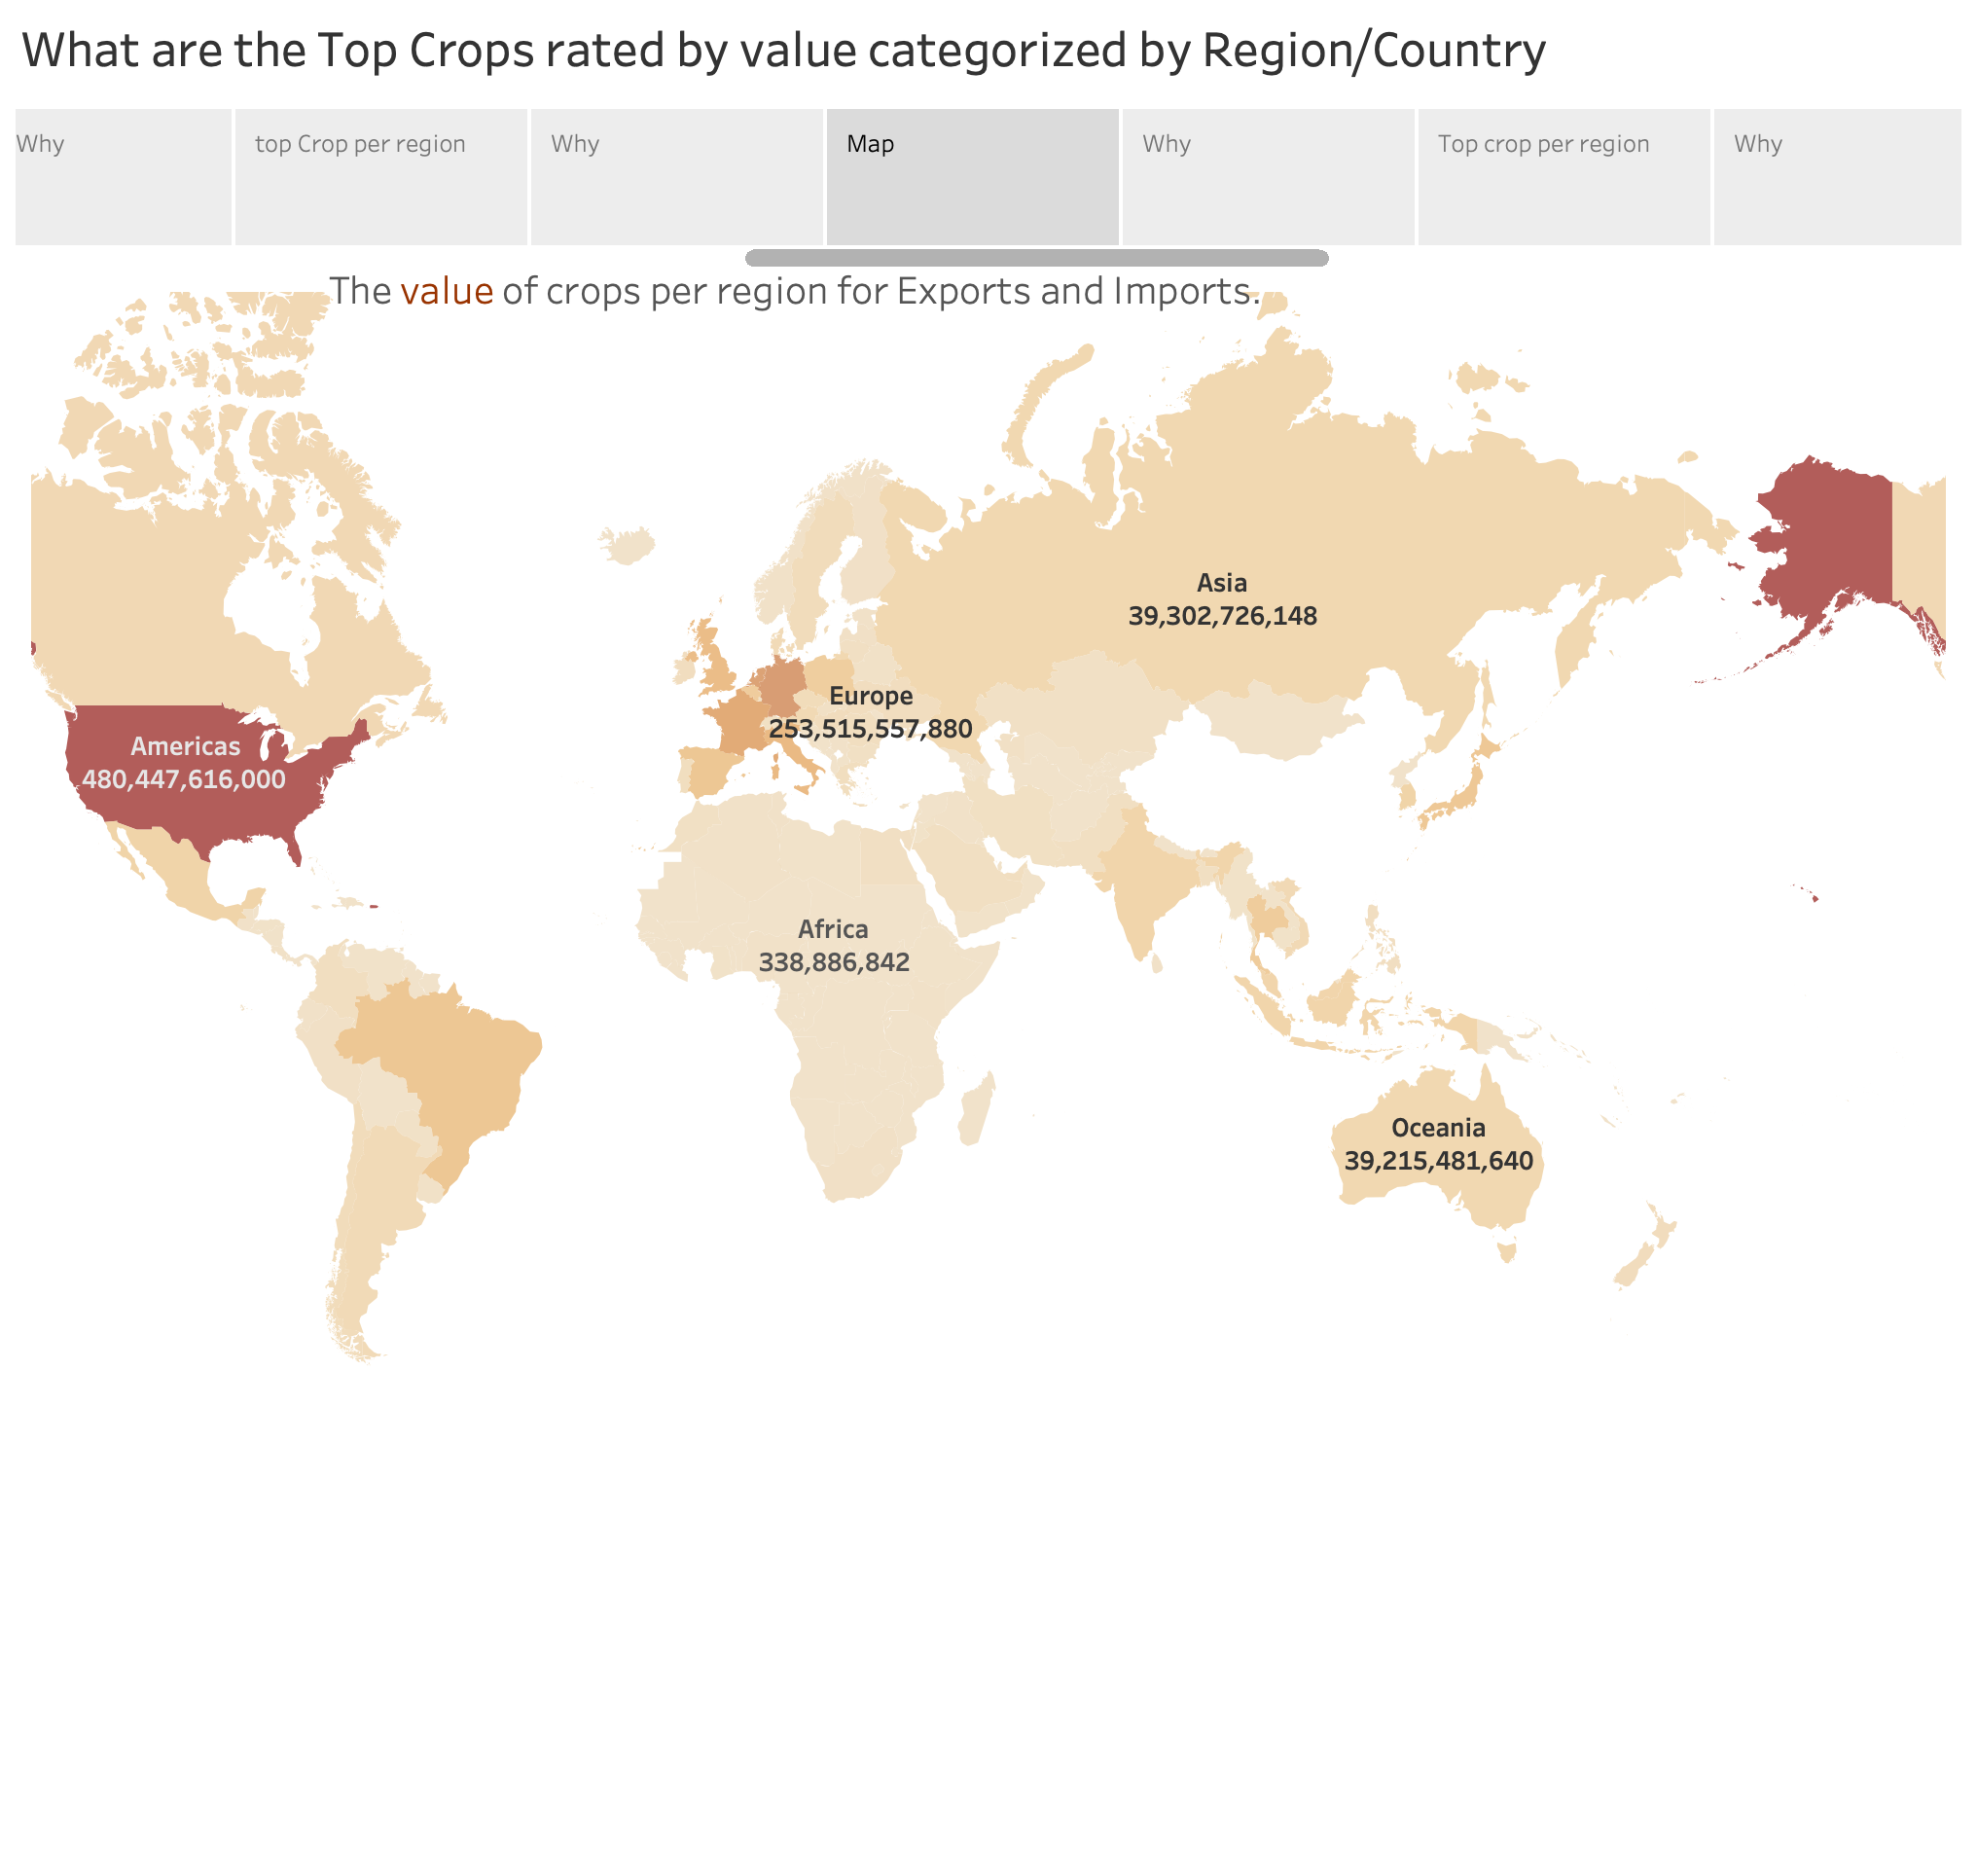 What are the Top Crops rated by value categorized by Region/Country
Why
top Crop per region
Why
Map
Why
Top crop per region
Why
The value of crops per region for Exports and Imports.
Asia
39,302,726,148
Europe
253,515,557,880
Americas
480,447,616,000
Africa
338,886,842
Oceania
39,215,481,640